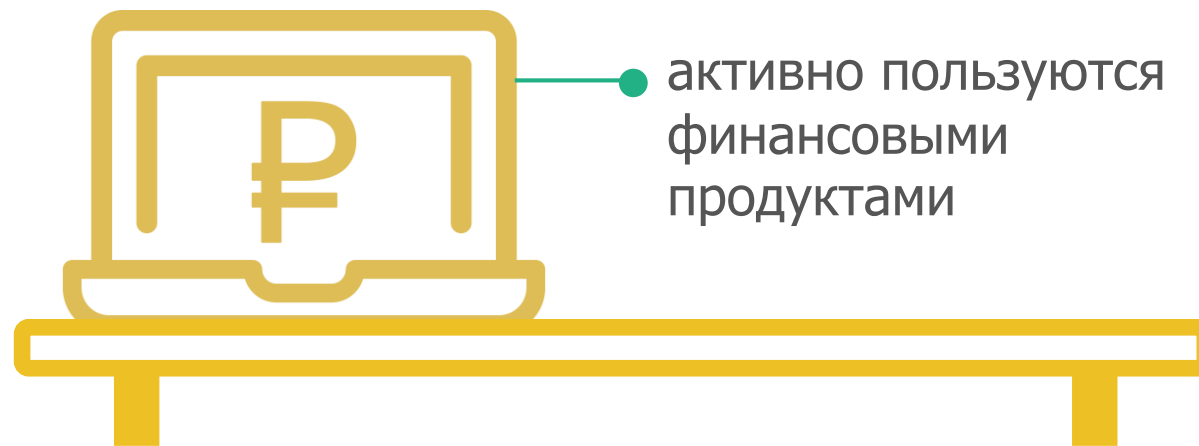 ₽
активно пользуются
финансовыми
продуктами